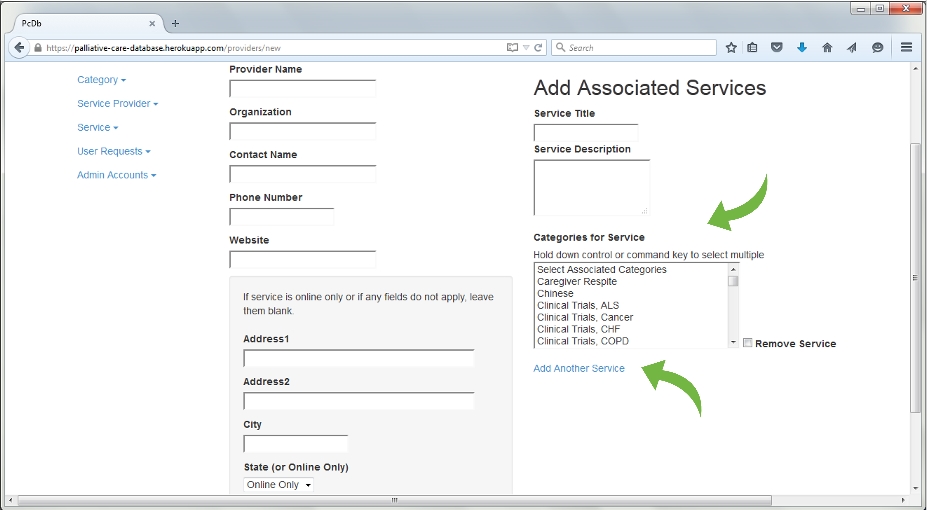 PcDb
https://palliative-care-database.herokuapp.com/providers/new
Search
Category
Service Provider
Service
User Requests
Admin Accounts
Provider Name
Organization
Contact Name
Phone Number
Website
If service is online only or if any fields do not apply, leave
them blank.
Address1
Address2
City
State (or Online Only)
Online Only
Add Associated Services
Service Title
Service Description
Categories for Service
Hold down control or command key to select multiple
Select Associated Categories
Caregiver Respite
Chinese
Clinical Trials, ALS
Clinical Trials, Cancer
Clinical Trials, CHF
Clinical Trials, COPD
Remove Service
Add Another Service